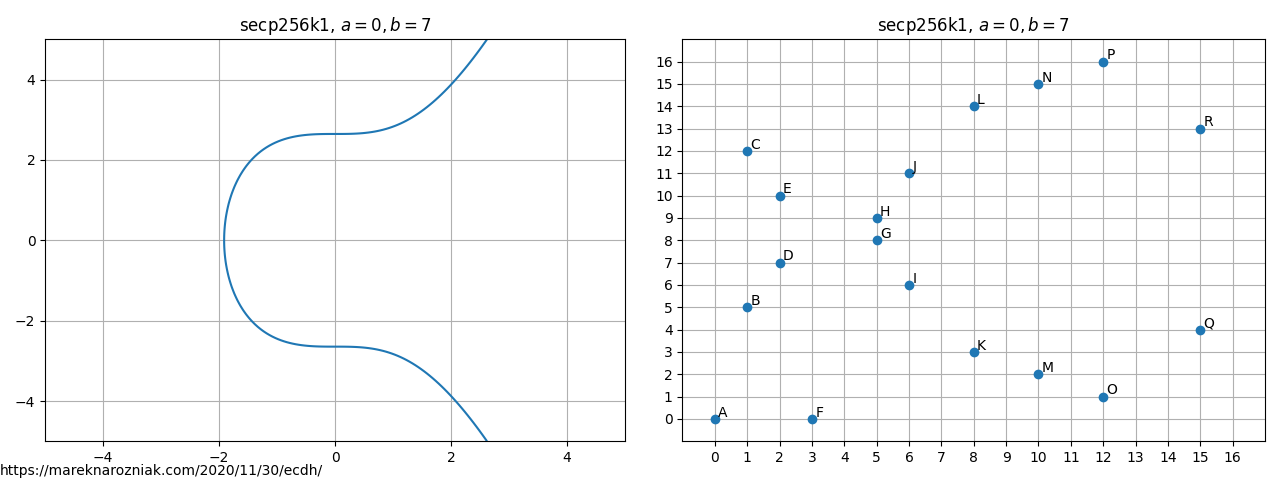 secp256k1, a = 0, b = 7
4
2
0
−2
−4
−4 −2 0 2 4
secp256k1, a = 0, b = 7
16 P
15 N
14 L
13 R
12 C
11 J
10 E
9 H
8 G
7 D
6 I
5 B
4 Q
3 K
2 M
1 O
0 A F
0 1 2 3 4 5 6 7 8 9 10 11 12 13 14 15 16
https://mareknarozniak.com/2020/11/30/ecdh/